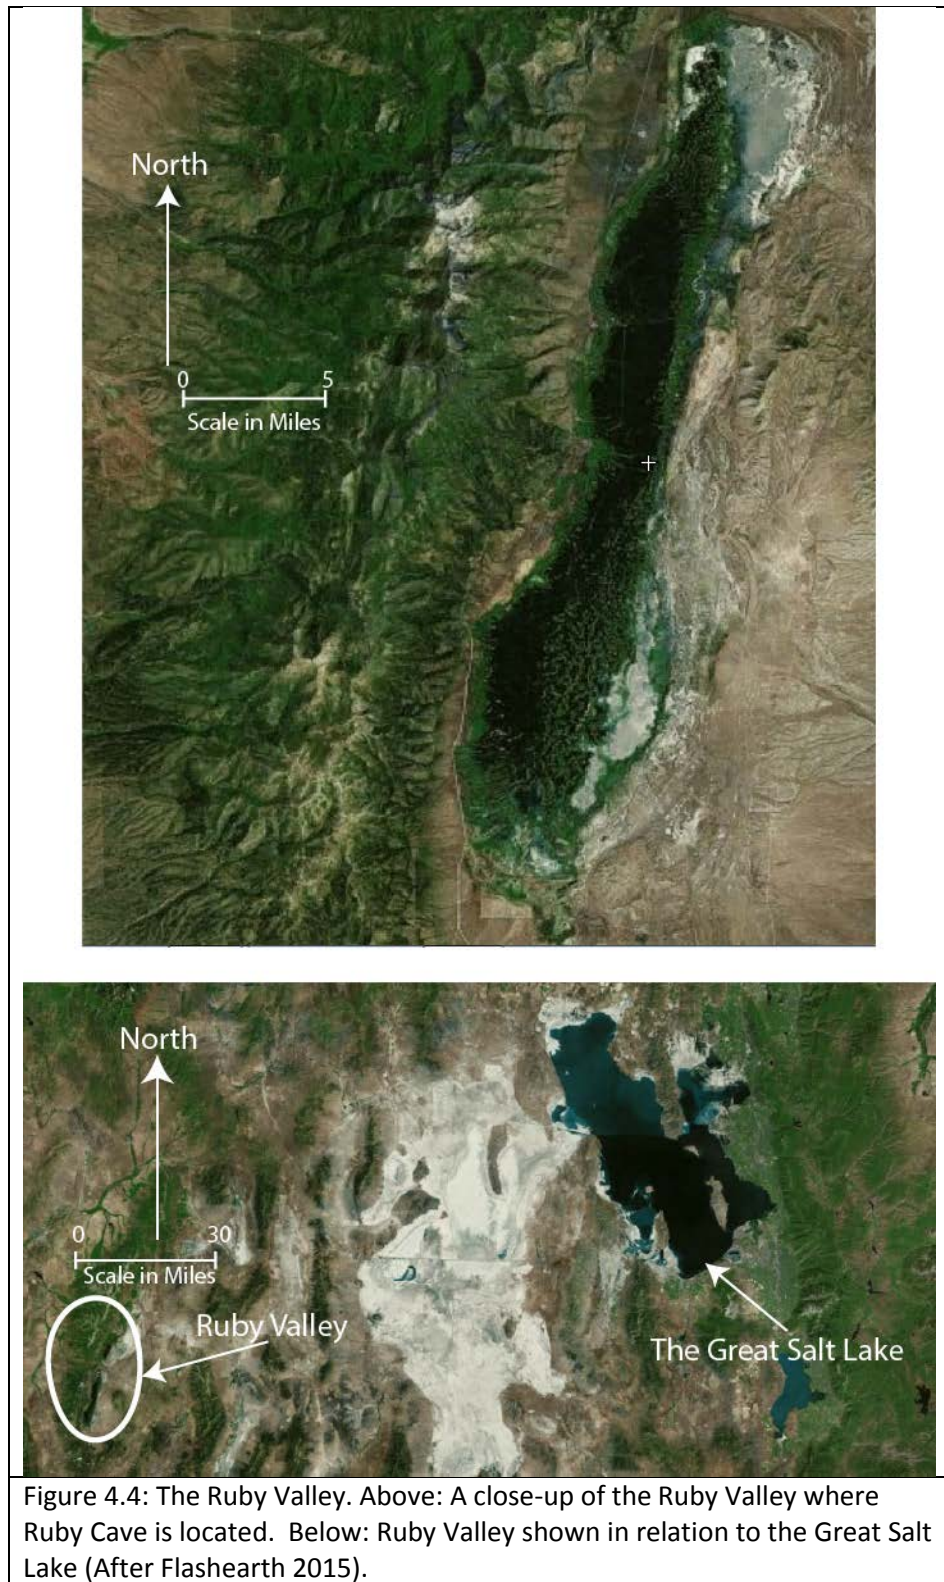 North
0 5
Scale in Miles
North
0 30
Scale in Miles
Ruby Valley
The Great Salt Lake
Figure 4.4: The Ruby Valley. Above: A close-up of the Ruby Valley where
Ruby Cave is located. Below: Ruby Valley shown in relation to the Great Salt
Lake (After Flashearth 2015).